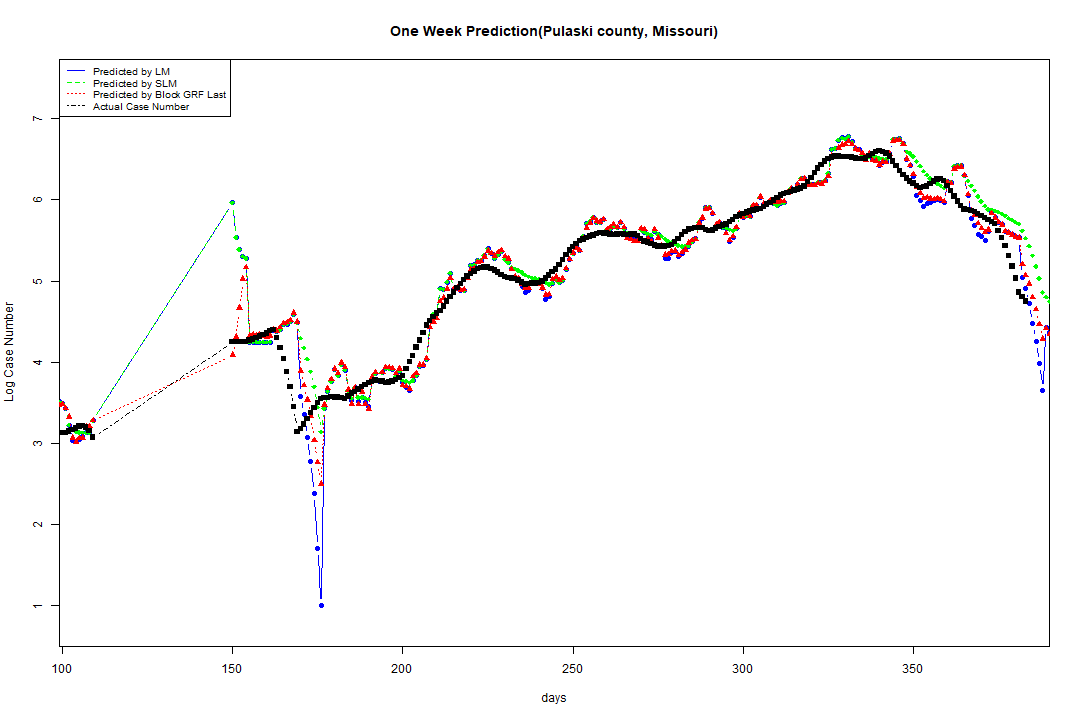 One Week Prediction(Pulaski county, Missouri)
Predicted by LM
Predicted by SLM
Predicted by Block GRF Last
Actual Case Number
7
6
5
4
3
2
1
Log Case Number
100 150 200 250 300 350
days